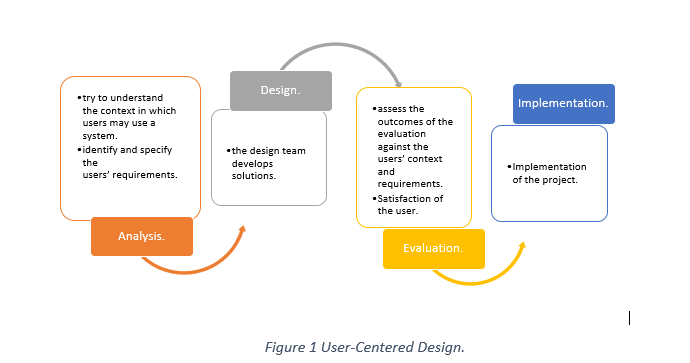 •try to understand
the context in which
users may use a
system.
•identify and specify
the
users' requirements.
Analysis.
Design.
•the design team
develops
solutions.
•assess the
outcomes of the
evaluation
against the
users' context
and
requirements.
•Satisfaction of
the user.
Evaluation.
Implementation.
•Implementation
of the project.
Figure 1 User-Centered Design.